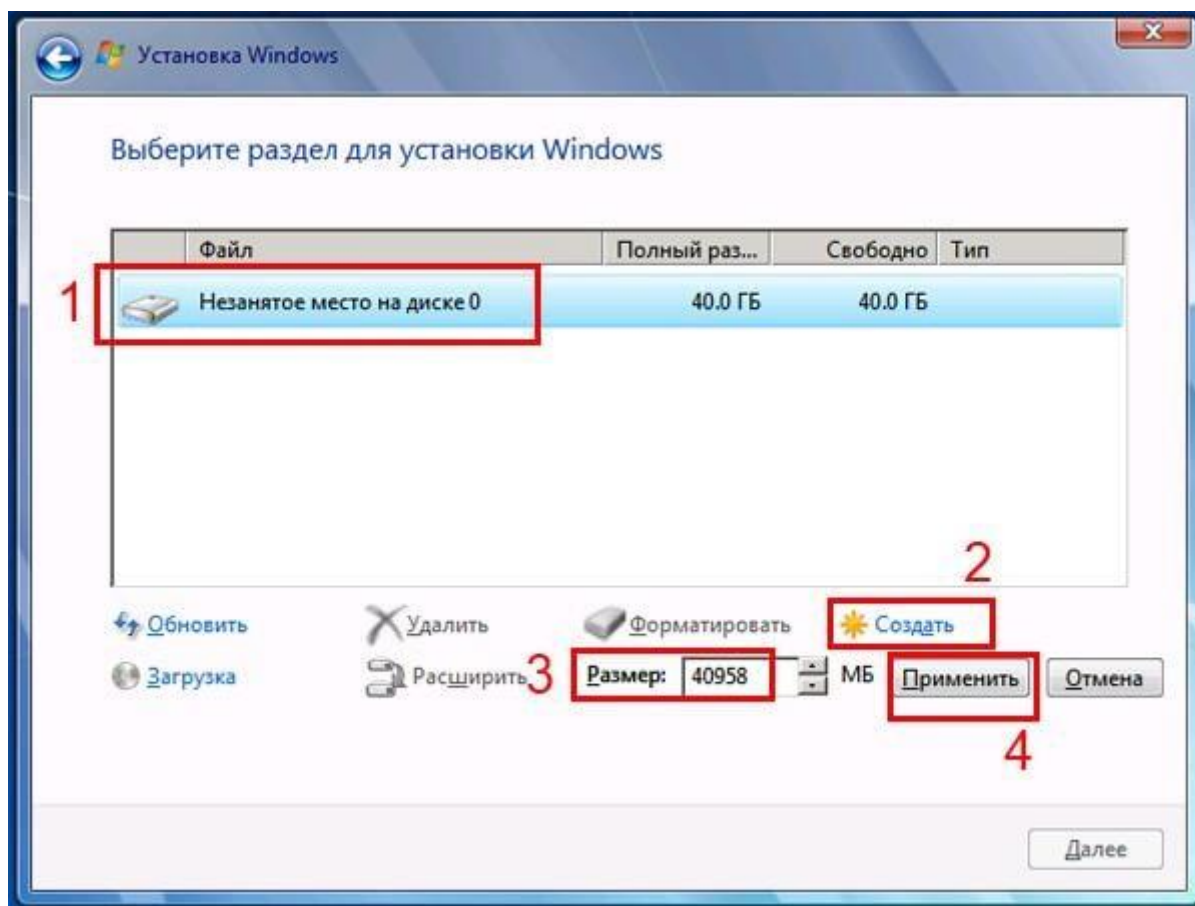 Установка Windows
Выберите раздел для установки Windows
Файл Полный раз... Свободно Тип
1 Незанятое место на диске 0 40.0 ГБ 40.0 ГБ
2
Обновить Удалить Форматировать Создать
Загрузка Расширить 3 Размер: 40958 МБ Применить Отмена
4
Далее